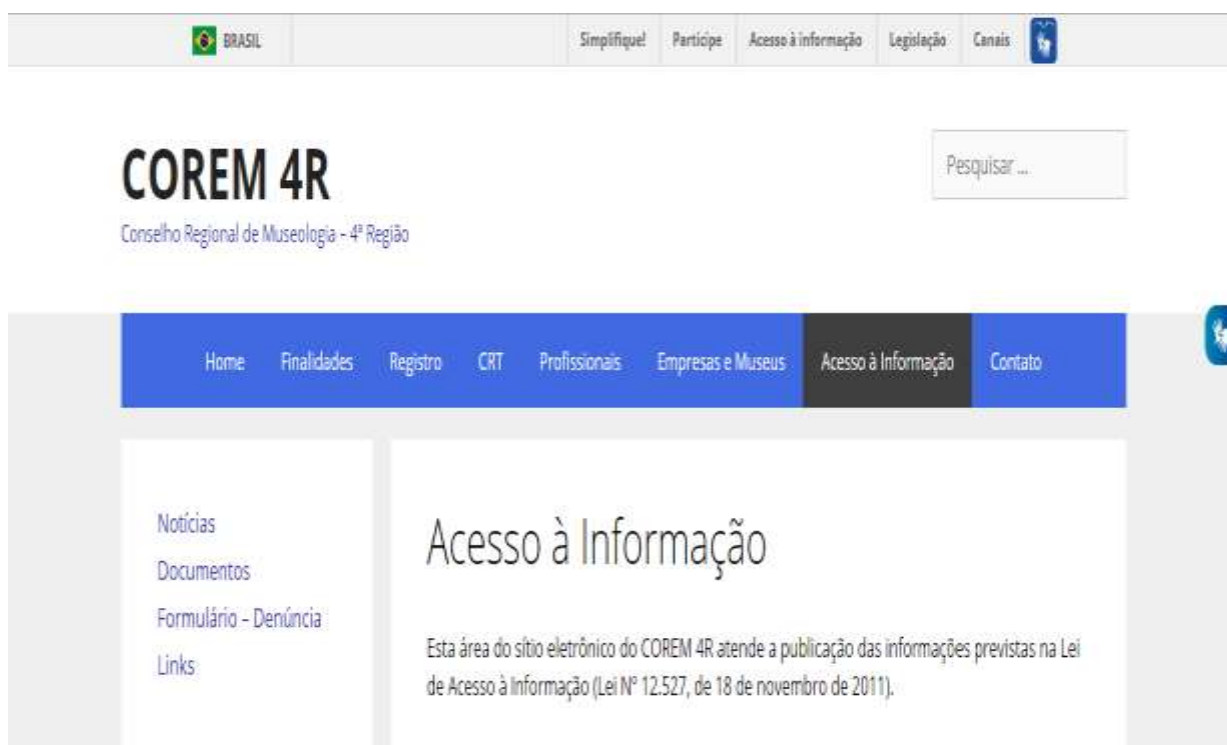 BRASIL Simplifique! Participe Acesso à informação Legislação Canais
COREM 4R
Pesquisar ...
Conselho Regional de Museologia – 4ª Região
Home Finalidades Registro CRT Profissionais Empresas e Museus Acesso à Informação Contato
Notícias
Documentos
Formulário – Denúncia
Links
Acesso à Informação
Esta área do sítio eletrônico do COREM 4R atende a publicação das informações previstas na Lei
de Acesso à Informação (Lei Nº 12.527, de 18 de novembro de 2011).